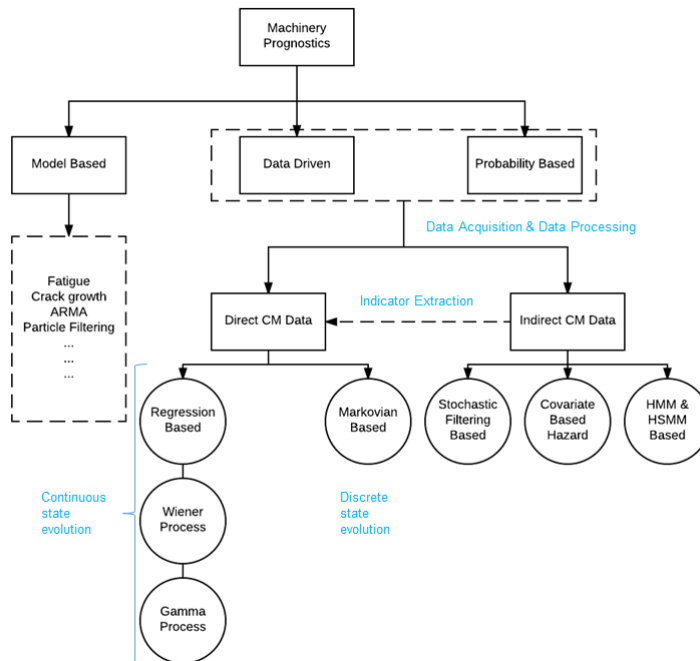 Machinery
Prognostics
Model Based
Data Driven
Probability Based
Data Acquisition & Data Processing
Fatigue
Crack growth
ARMA
Particle Filtering
...
...
...
Direct CM Data
Indicator Extraction
Indirect CM Data
Regression
Based
Markovian
Based
Stochastic
Filtering
Based
Covariate
Based
Hazard
HMM &
HSMM
Based
Continuous
state
evolution
Wiener
Process
Discrete
state
evolution
Gamma
Process